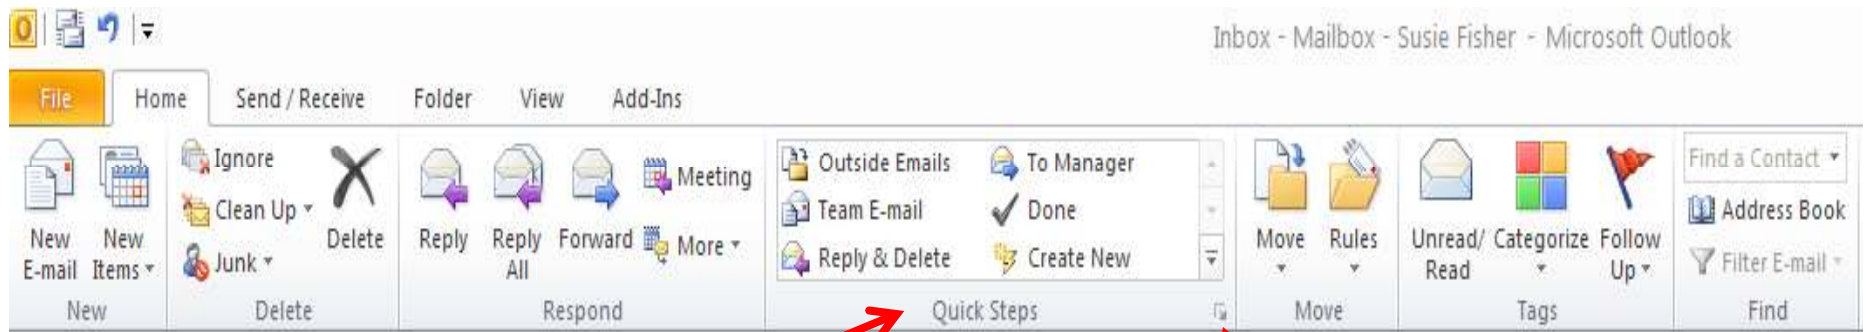 Inbox - Mailbox - Susie Fisher - Microsoft Outlook
File Home Send / Receive Folder View Add-Ins
New E-mail
New Items
Ignore
Clean Up
Junk
Delete
Reply
Reply All
Forward
Meeting
More
Outside Emails
Team E-mail
Reply & Delete
To Manager
Done
Create New
Move
Rules
Unread/ Read
Categorize
Follow Up
Find a Contact
Address Book
Filter E-mail
New Delete Respond Quick Steps Move Tags Find